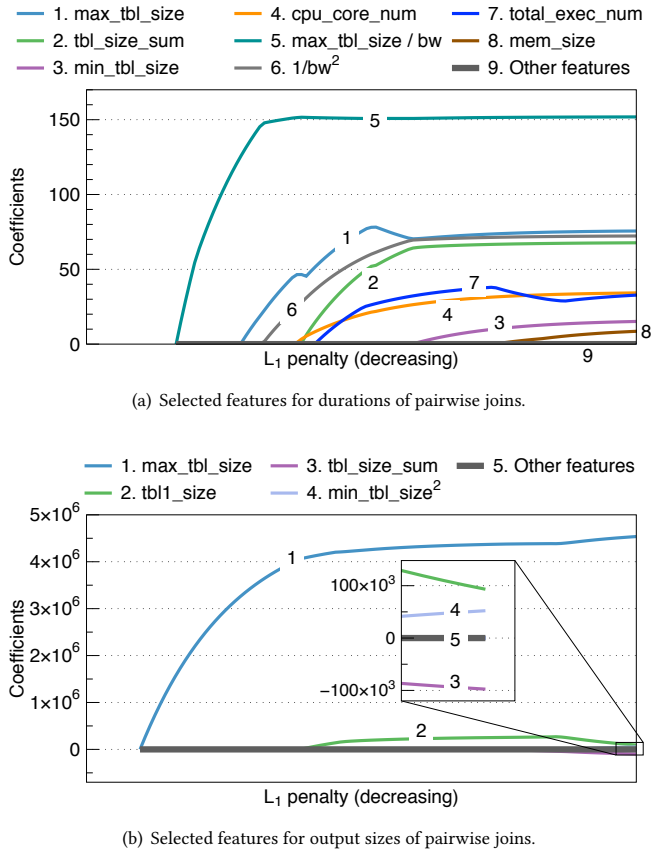 1. max_tbl_size 4. cpu_core_num 7. total_exec_num
2. tbl_size_sum 5. max_tbl_size / bw 8. mem_size
3. min_tbl_size 6. 1/bw² 9. Other features
150
100
50
0
Coefficients
5
1
6
2
7
4
3
8
9
L₁ penalty (decreasing)
(a) Selected features for durations of pairwise joins.
1. max_tbl_size 3. tbl_size_sum 5. Other features
2. tbl1_size 4. min_tbl_size²
5×10⁶
4×10⁶
3×10⁶
2×10⁶
1×10⁶
0
Coefficients
1
2
100×10³
0
−100×10³
4
5
3
L₁ penalty (decreasing)
(b) Selected features for output sizes of pairwise joins.